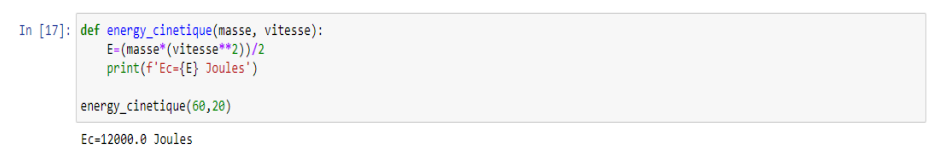 In [17]: def energy_cinetique(masse, vitesse):
    E=(masse*(vitesse**2))/2
    print(f'Ec={E} Joules')
energy_cinetique(60,20)
Ec=12000.0 Joules